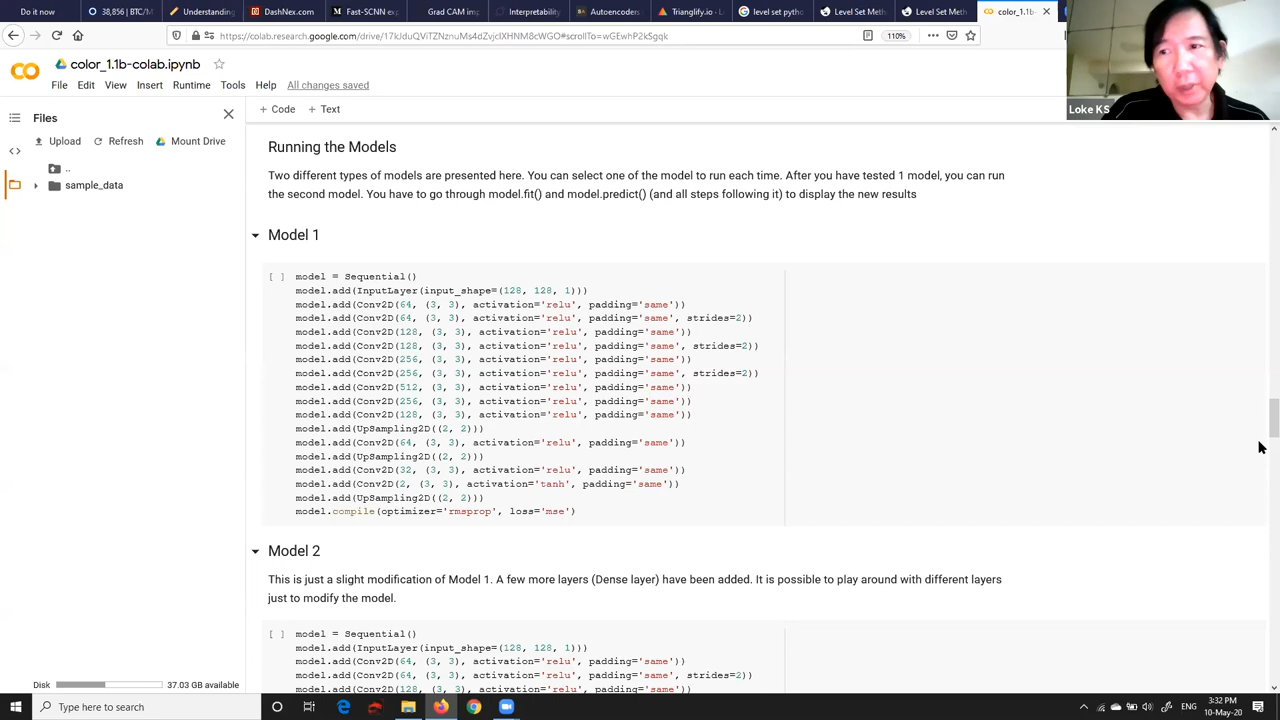 Do it now
38,856 | BTC/M
Understanding
DashNex.com
Fast-SCNN exp
Grad CAM imp
Interpretability
Autoencoders
Trianglify.io - L
level set python
Level Set Meth
Level Set Meth
color_1.1b-
https://colab.research.google.com/drive/17lcJduQViTZNznuMs4dZvjcIXHNM8cWGO#scrollTo=wGEwhP2kSgqk
110%
color_1.1b-colab.ipynb
File Edit View Insert Runtime Tools Help All changes saved
Loke KS
Files
+ Code + Text
Upload Refresh Mount Drive
..
sample_data
Running the Models
Two different types of models are presented here. You can select one of the model to run each time. After you have tested 1 model, you can run
the second model. You have to go through model.fit() and model.predict() (and all steps following it) to display the new results
Model 1
[ ] model = Sequential()
model.add(InputLayer(input_shape=(128, 128, 1)))
model.add(Conv2D(64, (3, 3), activation='relu', padding='same'))
model.add(Conv2D(64, (3, 3), activation='relu', padding='same', strides=2))
model.add(Conv2D(128, (3, 3), activation='relu', padding='same'))
model.add(Conv2D(128, (3, 3), activation='relu', padding='same', strides=2))
model.add(Conv2D(256, (3, 3), activation='relu', padding='same'))
model.add(Conv2D(256, (3, 3), activation='relu', padding='same', strides=2))
model.add(Conv2D(512, (3, 3), activation='relu', padding='same'))
model.add(Conv2D(256, (3, 3), activation='relu', padding='same'))
model.add(Conv2D(128, (3, 3), activation='relu', padding='same'))
model.add(UpSampling2D((2, 2)))
model.add(Conv2D(64, (3, 3), activation='relu', padding='same'))
model.add(UpSampling2D((2, 2)))
model.add(Conv2D(32, (3, 3), activation='relu', padding='same'))
model.add(Conv2D(2, (3, 3), activation='tanh', padding='same'))
model.add(UpSampling2D((2, 2)))
model.compile(optimizer='rmsprop', loss='mse')
Model 2
This is just a slight modification of Model 1. A few more layers (Dense layer) have been added. It is possible to play around with different layers
just to modify the model.
[ ] model = Sequential()
model.add(InputLayer(input_shape=(128, 128, 1)))
model.add(Conv2D(64, (3, 3), activation='relu', padding='same'))
model.add(Conv2D(64, (3, 3), activation='relu', padding='same', strides=2))
model.add(Conv2D(128, (3, 3), activation='relu', padding='same'))
Disk 37.03 GB available
Type here to search
ENG
3:32 PM
10-May-20